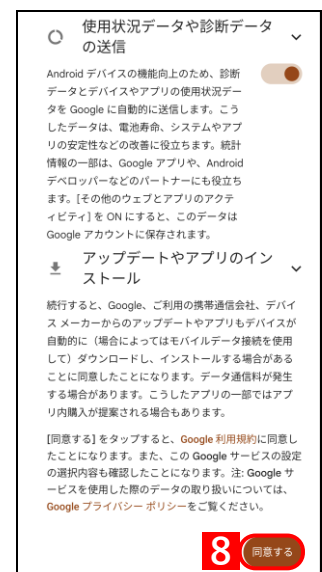 使用状況データや診断データ
の送信
Android デバイスの機能向上のため、診断
データとデバイスやアプリの使用状況デー
タを Google に自動的に送信します。こう
したデータは、電池寿命、システムやアプ
リの安定性などの改善に役立ちます。統計
情報の一部は、Google アプリや、Android
デベロッパーなどのパートナーにも役立ち
ます。[その他のウェブとアプリのアクテ
ィビティ] を ON にすると、このデータは
Google アカウントに保存されます。
アップデートやアプリのイン
ストール
続行すると、Google、ご利用の携帯通信会社、デバイ
ス メーカーからのアップデートやアプリもデバイスが
自動的に（場合によってはモバイルデータ接続を使用
して）ダウンロードし、インストールする場合がある
ことに同意したことになります。データ通信料が発生
する場合があります。こうしたアプリの一部ではアプ
リ内購入が提案される場合もあります。
[同意する] をタップすると、Google 利用規約に同意し
たことになります。また、この Google サービスの設定
の選択内容も確認したことになります。注: Google サ
ービスを使用した際のデータの取り扱いについては、
Google プライバシー ポリシーをご覧ください。
8 同意する